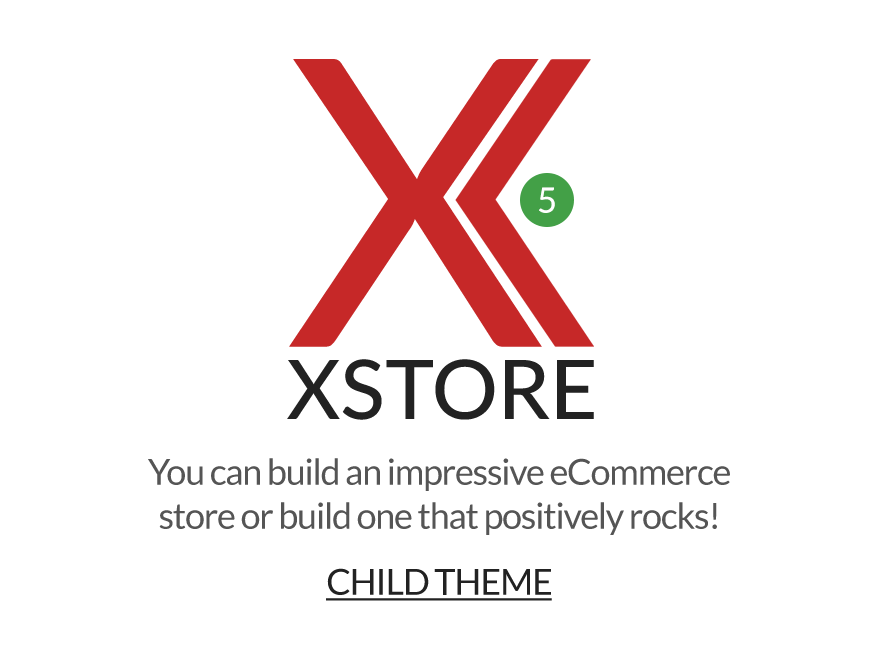 5
XSTORE
You can build an impressive eCommerce
store or build one that positively rocks!
CHILD THEME